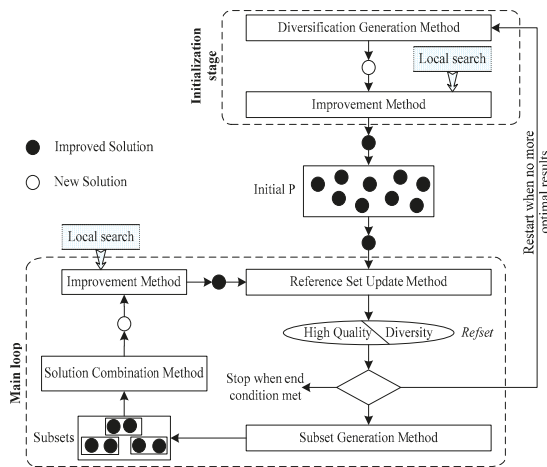 Diversification Generation Method
Initialization
stage
Local search
Improvement Method
Improved Solution
New Solution
Initial P
Restart when no more
optimal results
Local search
Improvement Method
Reference Set Update Method
High Quality
Diversity
Refset
Main loop
Solution Combination Method
Stop when end
condition met
Subsets
Subset Generation Method